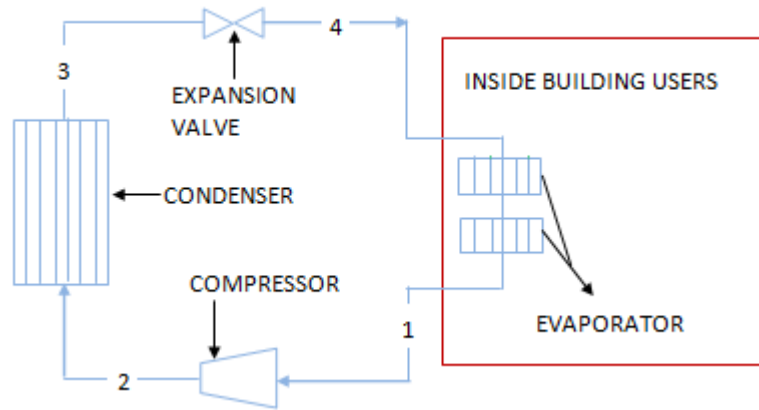 4
3
INSIDE BUILDING USERS
EXPANSION
VALVE
CONDENSER
COMPRESSOR
1
EVAPORATOR
2